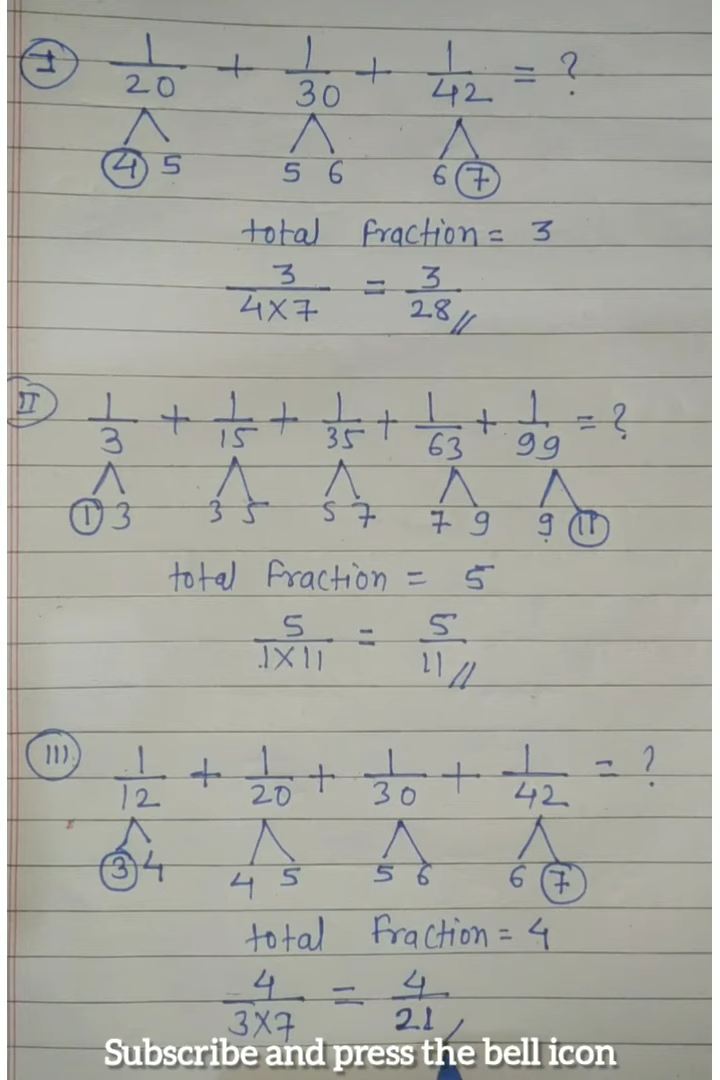 I 1/20 + 1/30 + 1/42 = ?
4 5 5 6 6 7
total fraction = 3
3/4×7 = 3/28 //
II 1/3 + 1/15 + 1/35 + 1/63 + 1/99 = ?
1 3 3 5 5 7 7 9 9 11
total fraction = 5
5/1×11 = 5/11 //
III 1/12 + 1/20 + 1/30 + 1/42 = ?
3 4 4 5 5 6 6 7
total fraction = 4
4/3×7 = 4/21 /
Subscribe and press the bell icon